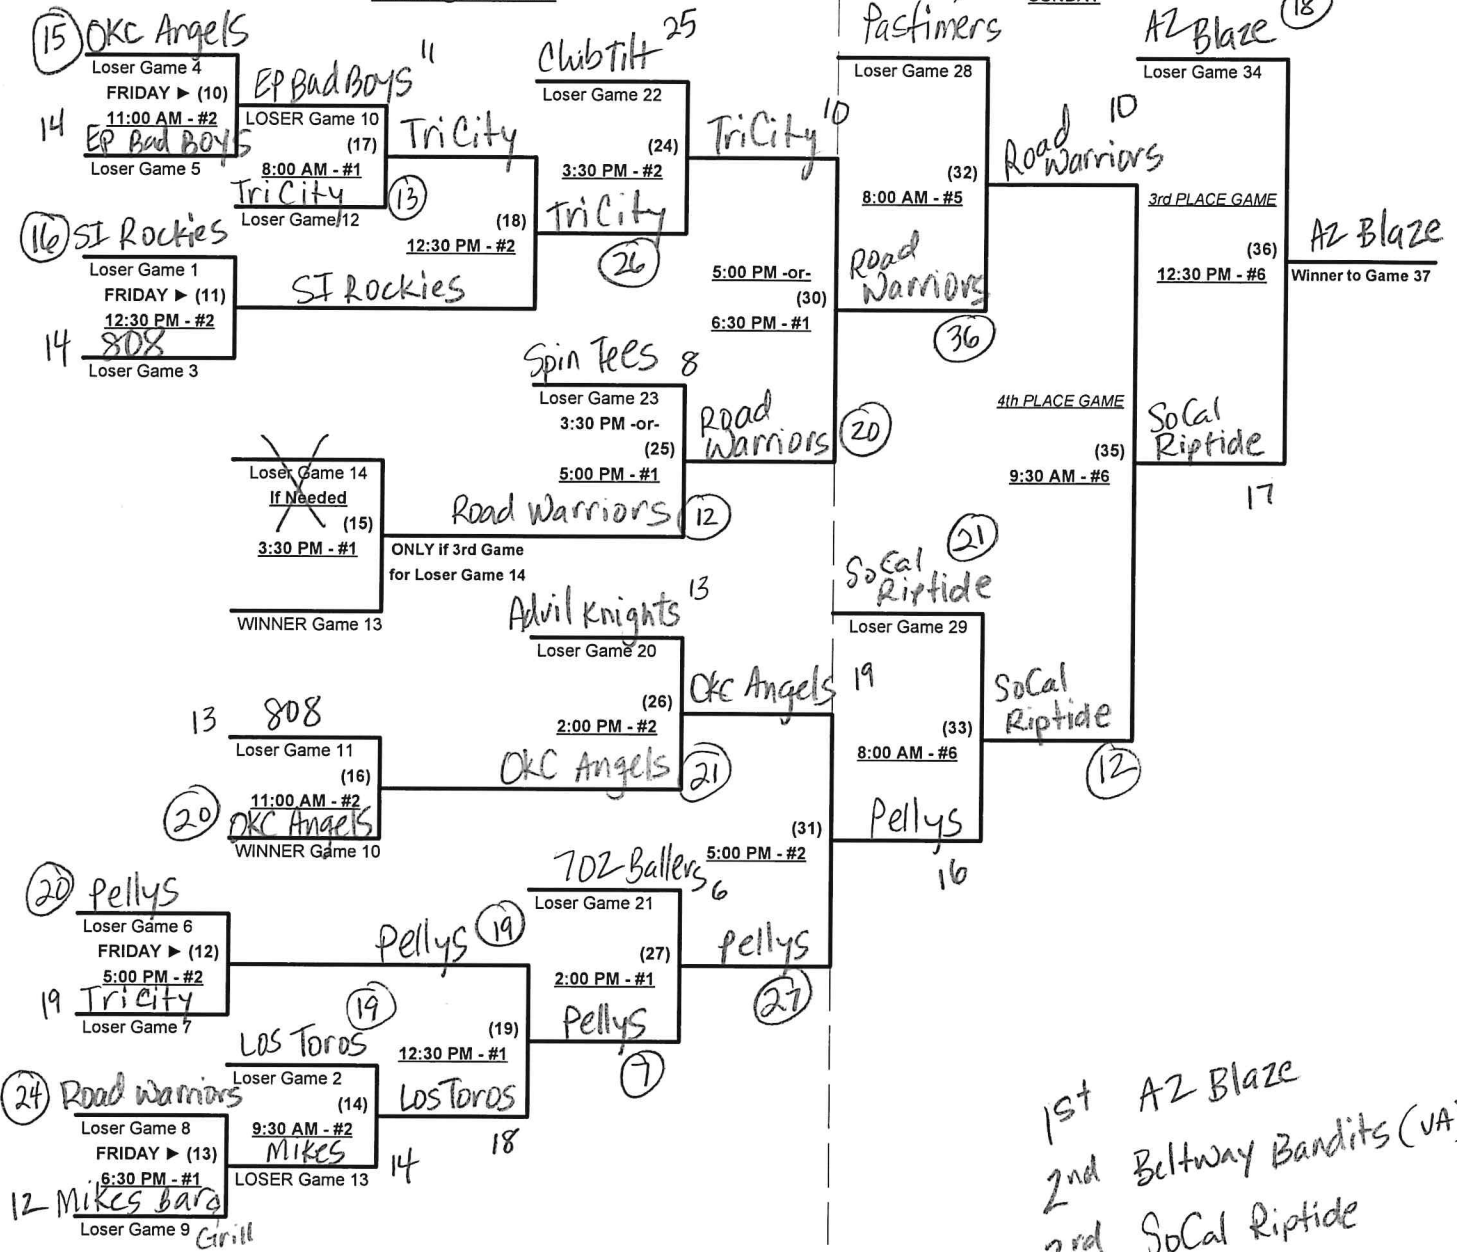 15 OKC Angels
Loser Game 4
FRIDAY ► (10)
11:00 AM - #2
14 EP Bad BOYS
Loser Game 5
EP Bad Boys 11
LOSER Game 10
(17)
8:00 AM - #1
Tri City 13
Loser Game 12
16 SI Rockies
Loser Game 1
FRIDAY ► (11)
12:30 PM - #2
14 808
Loser Game 3
Tri City
(18)
12:30 PM - #2
SI Rockies
Club Tilt 25
Loser Game 22
(24)
3:30 PM - #2
Tri City
26
Tri City 10
5:00 PM -or-
(30)
6:30 PM - #1
Spin Tees 8
Loser Game 23
3:30 PM -or-
(25)
5:00 PM - #1
Road Warriors 12
Road
Warriors 20
Loser Game 14
If Needed
(15)
3:30 PM - #1
WINNER Game 13
ONLY if 3rd Game
for Loser Game 14
Advil Knights 13
Loser Game 20
(26)
2:00 PM - #2
OKC Angels 21
13 808
Loser Game 11
(16)
11:00 AM - #2
20 OKC Angels
WINNER Game 10
OKC Angels 19
(31)
5:00 PM - #2
20 Pellys
Loser Game 6
FRIDAY ► (12)
5:00 PM - #2
19 Tri City
Loser Game 7
Pellys 19
(19)
12:30 PM - #1
19
Los Toros
Loser Game 2
(14)
9:30 AM - #2
Mikes 14
LOSER Game 13
Los Toros
18
24 Road Warriors
Loser Game 8
FRIDAY ► (13)
6:30 PM - #1
12 Mikes Bar &
Loser Game 9 Grill
702 Ballers 6
Loser Game 21
(27)
2:00 PM - #1
Pellys
7
Pellys
27
SUNDAY
Pastimers
Loser Game 28
(32)
8:00 AM - #5
Road
Warriors
36
Road 10
Warriors
4th PLACE GAME
(35)
9:30 AM - #6
SoCal 21
Riptide
Loser Game 29
(33)
8:00 AM - #6
Pellys
16
SoCal
Riptide
12
AZ Blaze 18
Loser Game 34
3rd PLACE GAME
(36)
12:30 PM - #6
SoCal
Riptide
17
AZ Blaze
Winner to Game 37
1st AZ Blaze
2nd Beltway Bandits (VA)
3rd SoCal Riptide